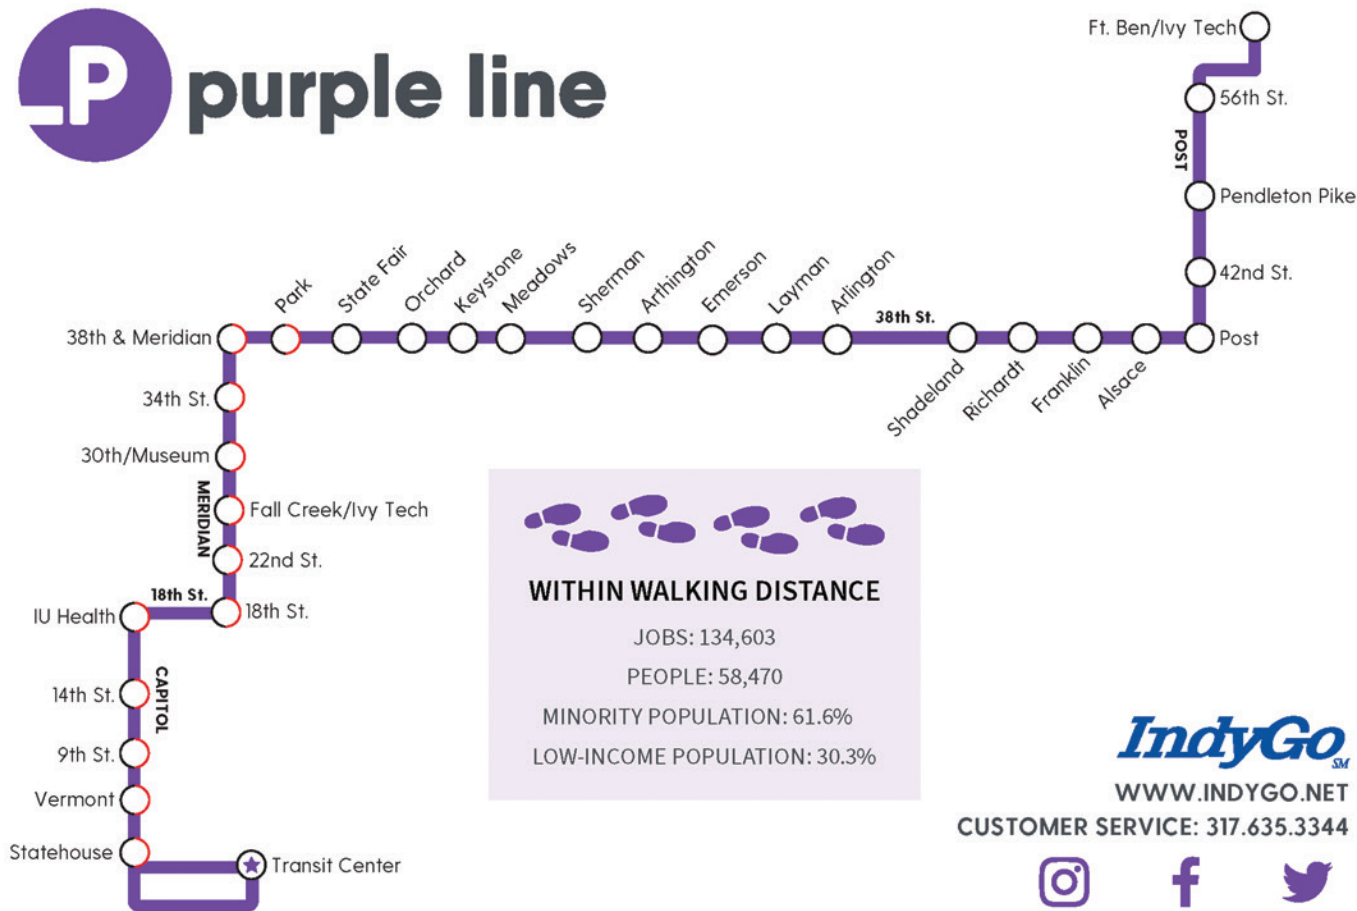 P
purple line
Ft. Ben/Ivy Tech
56th St.
POST
Pendleton Pike
42nd St.
Post
38th & Meridian
Park
State Fair
Orchard
Keystone
Meadows
Sherman
Arthington
Emerson
Layman
Arlington
38th St.
Shadeland
Richardt
Franklin
Alsace
34th St.
30th/Museum
MERIDIAN
Fall Creek/Ivy Tech
22nd St.
18th St.
18th St.
IU Health
CAPITOL
14th St.
9th St.
Vermont
Statehouse
Transit Center
WITHIN WALKING DISTANCE
JOBS: 134,603
PEOPLE: 58,470
MINORITY POPULATION: 61.6%
LOW-INCOME POPULATION: 30.3%
IndyGo SM
WWW.INDYGO.NET
CUSTOMER SERVICE: 317.635.3344